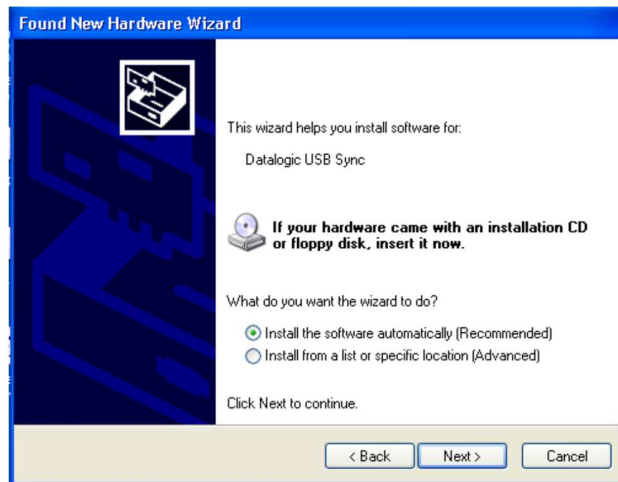 Found New Hardware Wizard
This wizard helps you install software for:
Datalogic USB Sync
If your hardware came with an installation CD
or floppy disk, insert it now.
What do you want the wizard to do?
Install the software automatically (Recommended)
Install from a list or specific location (Advanced)
Click Next to continue.
< Back Next > Cancel